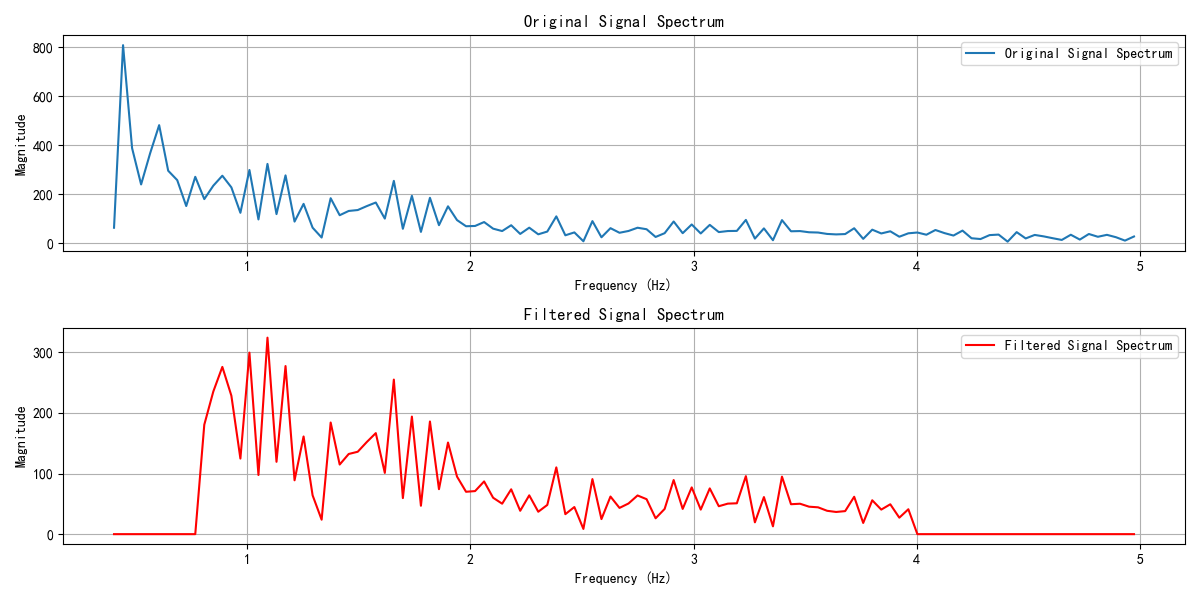 Original Signal Spectrum
Original Signal Spectrum
Magnitude
800
600
400
200
0
1 2 3 4 5
Frequency (Hz)
Filtered Signal Spectrum
Filtered Signal Spectrum
Magnitude
300
200
100
0
1 2 3 4 5
Frequency (Hz)